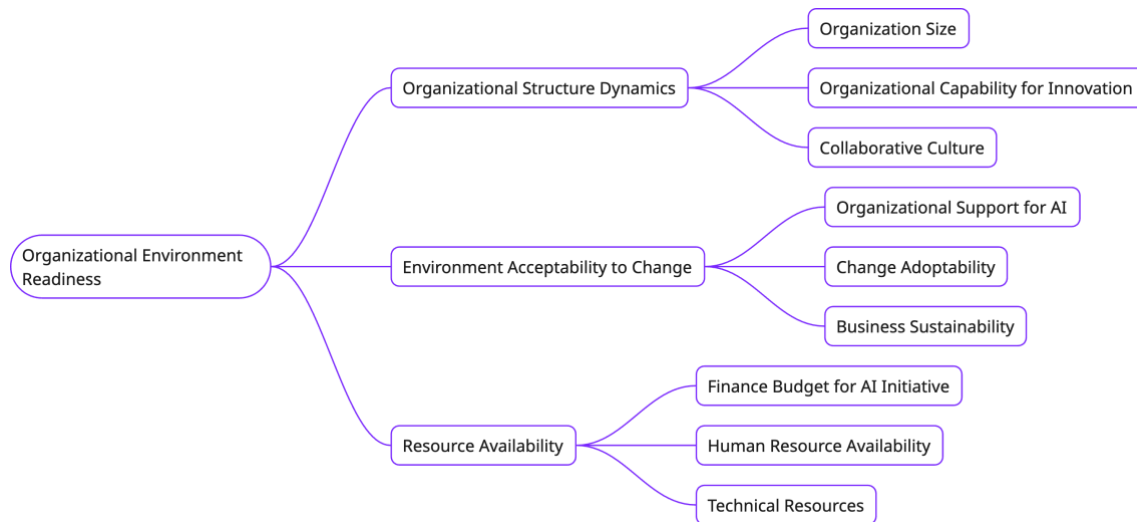 Organization Size
Organizational Structure Dynamics
Organizational Capability for Innovation
Collaborative Culture
Organizational Environment
Readiness
Environment Acceptability to Change
Organizational Support for AI
Change Adoptability
Business Sustainability
Resource Availability
Finance Budget for AI Initiative
Human Resource Availability
Technical Resources